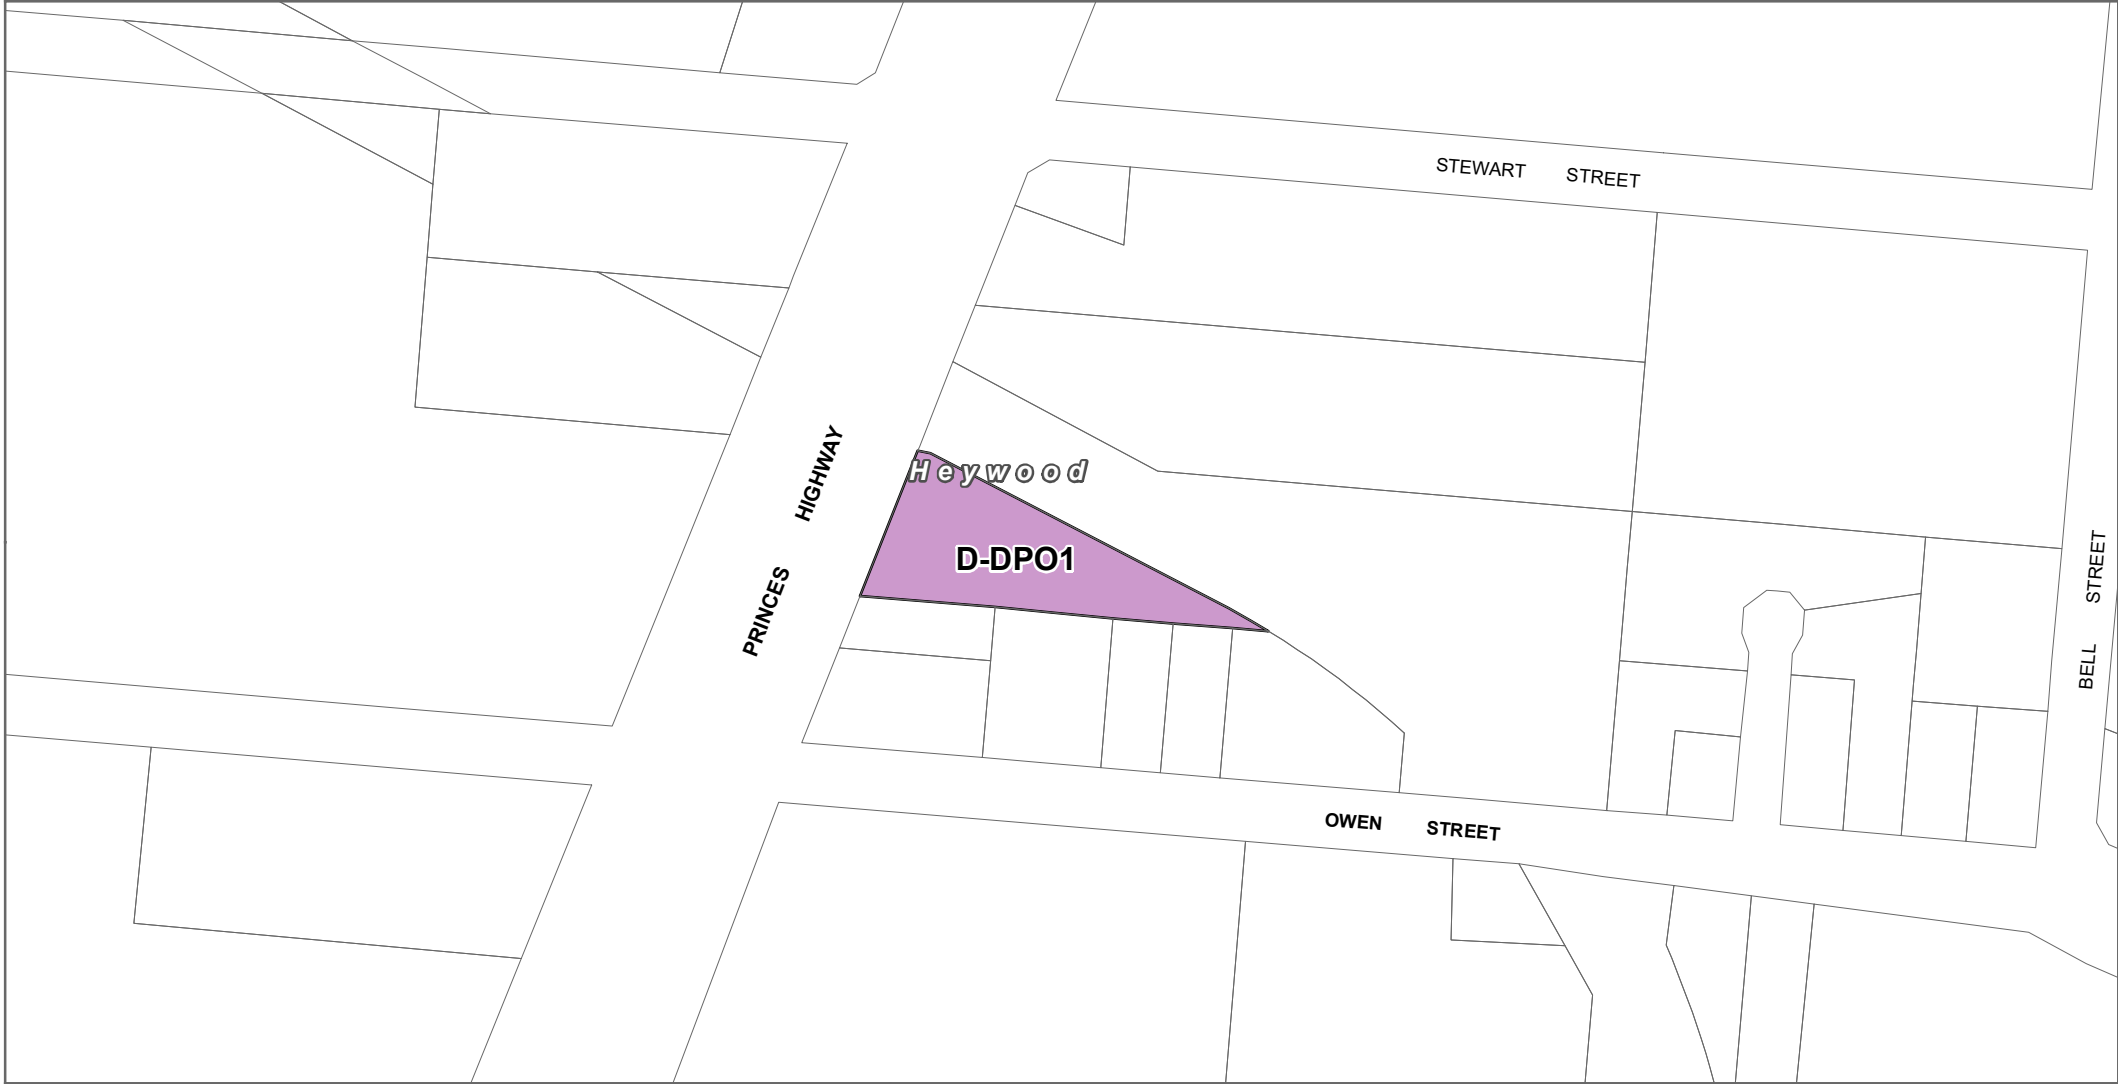 STEWART STREET
PRINCES HIGHWAY
Heywood
D-DPO1
BELL STREET
OWEN STREET